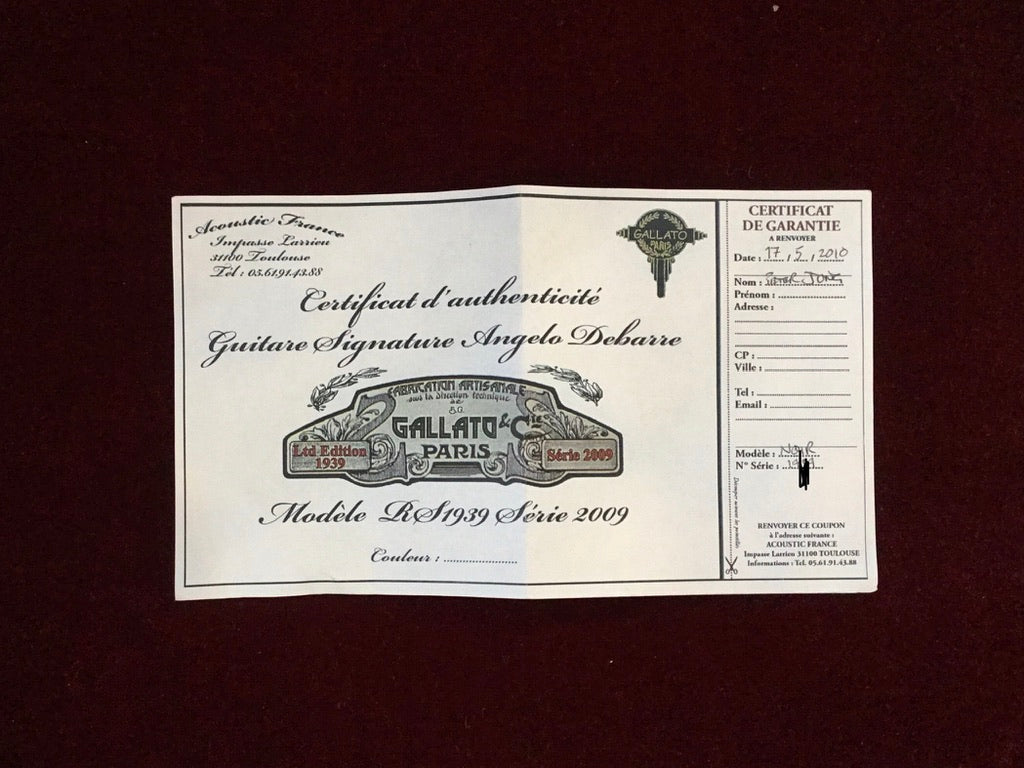 Acoustic France
Impasse Larrieu
31100 Toulouse
Tél : 05.61.91.43.88
GALLATO
PARIS
Certificat d'authenticité
Guitare Signature Angelo Debarre
FABRICATION ARTISANALE
sous la direction technique
de
S.G.
GALLATO & Cie
PARIS
Ltd Edition
1939
Série 2009
Modèle RS1939 Série 2009
Couleur : ....................
CERTIFICAT
DE GARANTIE
A RENVOYER
Date : 17 / 5 / 2010
Nom :
Prénom : ....................
Adresse :
CP : ....................
Ville : ....................
Tel : ....................
Email : ....................
Modèle : NOIR
N° Série :
RENVOYER CE COUPON
à l'adresse suivante :
ACOUSTIC FRANCE
Impasse Larrieu 31100 TOULOUSE
Informations : Tel. 05.61.91.43.88